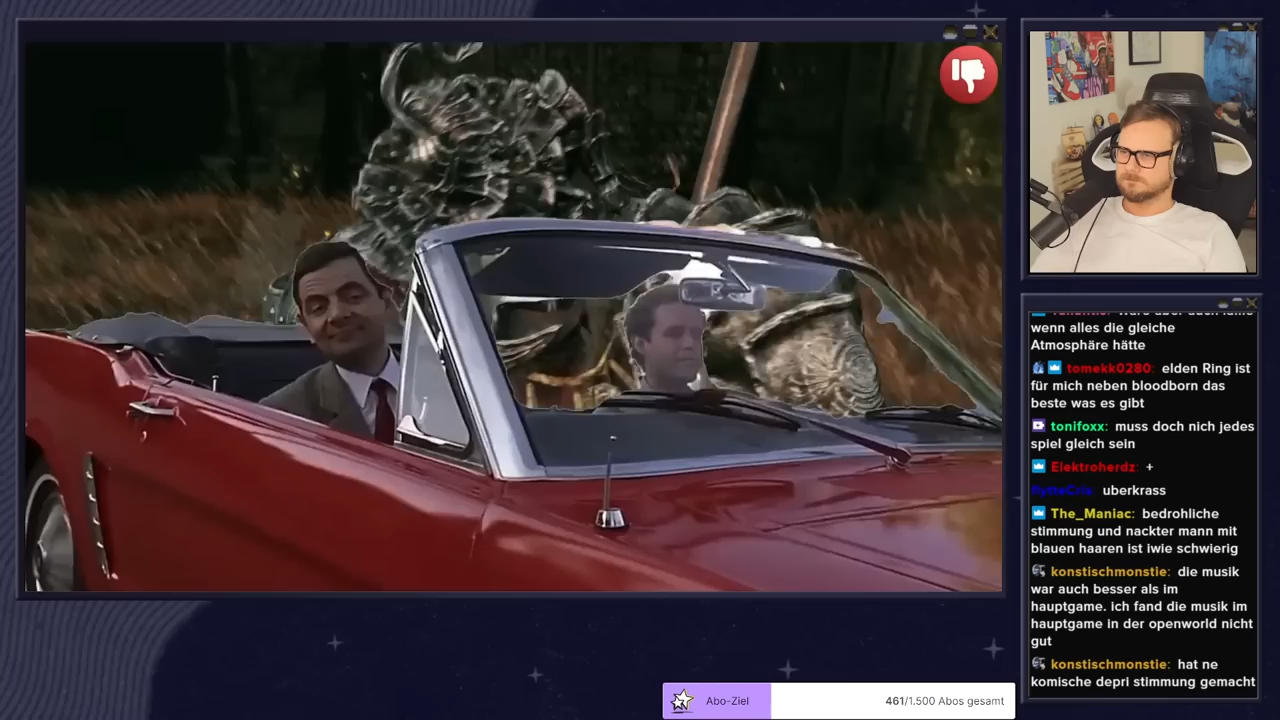 wenn alles die gleiche
Atmosphäre hätte
tomekk0280: elden Ring ist
für mich neben bloodborn das
beste was es gibt
tonifoxx: muss doch nich jedes
spiel gleich sein
Elektroherdz: +
uberkrass
The_Maniac: bedrohliche
stimmung und nackter mann mit
blauen haaren ist iwie schwierig
konstischmonstie: die musik
war auch besser als im
hauptgame. ich fand die musik im
hauptgame in der openworld nicht
gut
konstischmonstie: hat ne
komische depri stimmung gemacht
Abo-Ziel
461/1.500 Abos gesamt